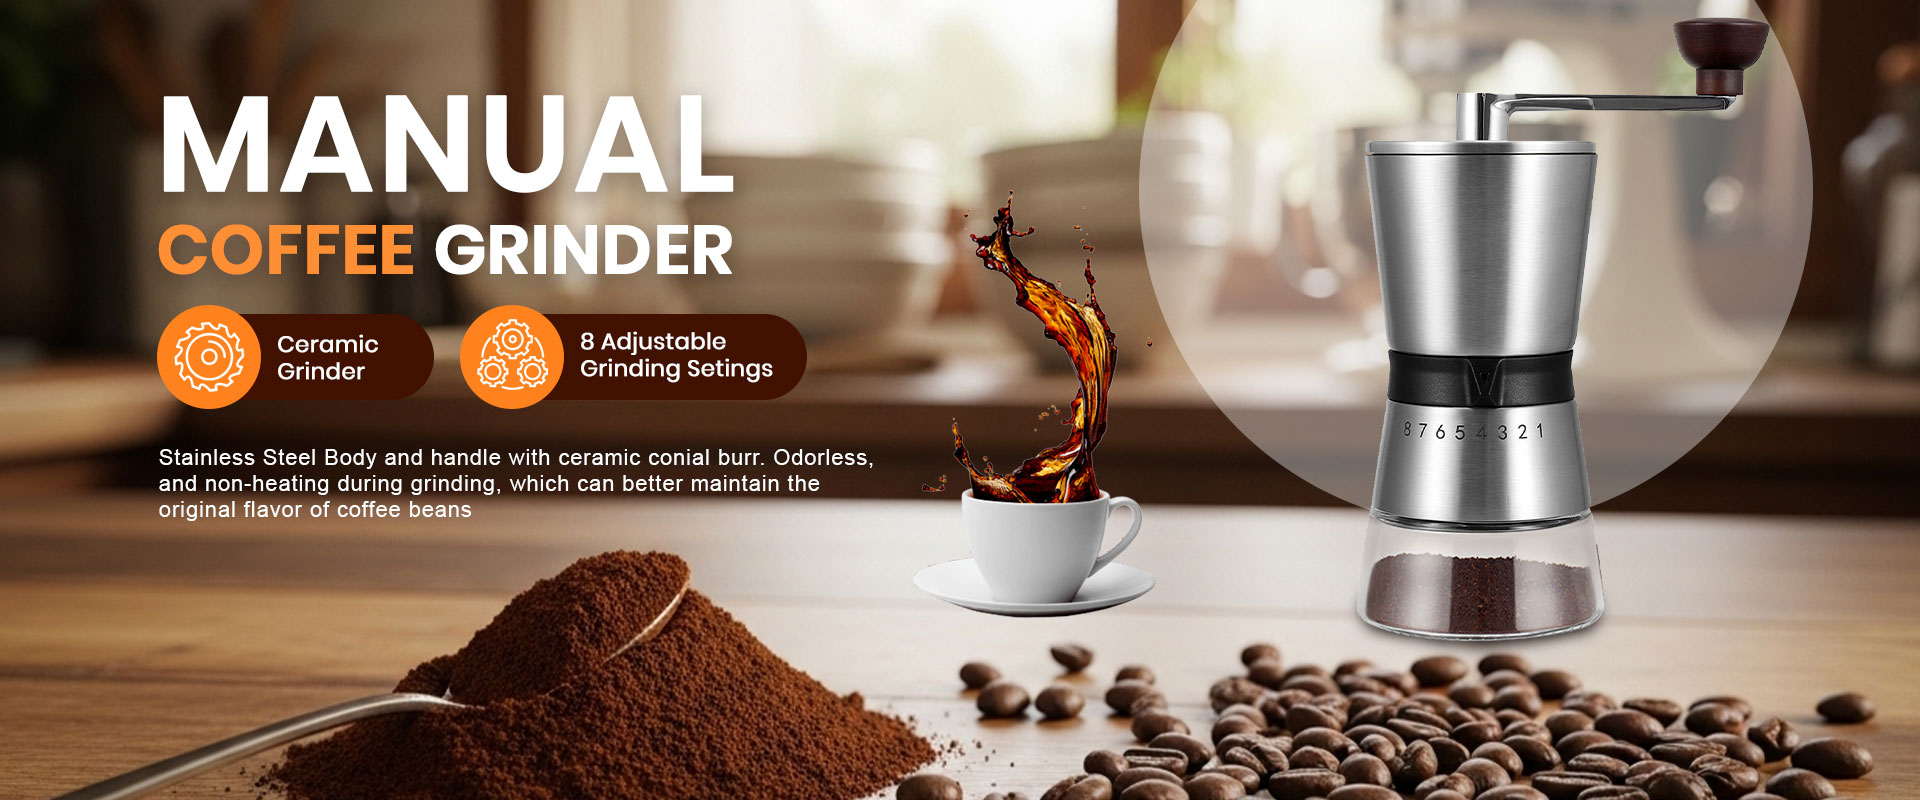 MANUAL
COFFEE GRINDER
Ceramic
Grinder
8 Adjustable
Grinding Setings
Stainless Steel Body and handle with ceramic conial burr. Odorless,
and non-heating during grinding, which can better maintain the
original flavor of coffee beans
8 7 6 5 4 3 2 1